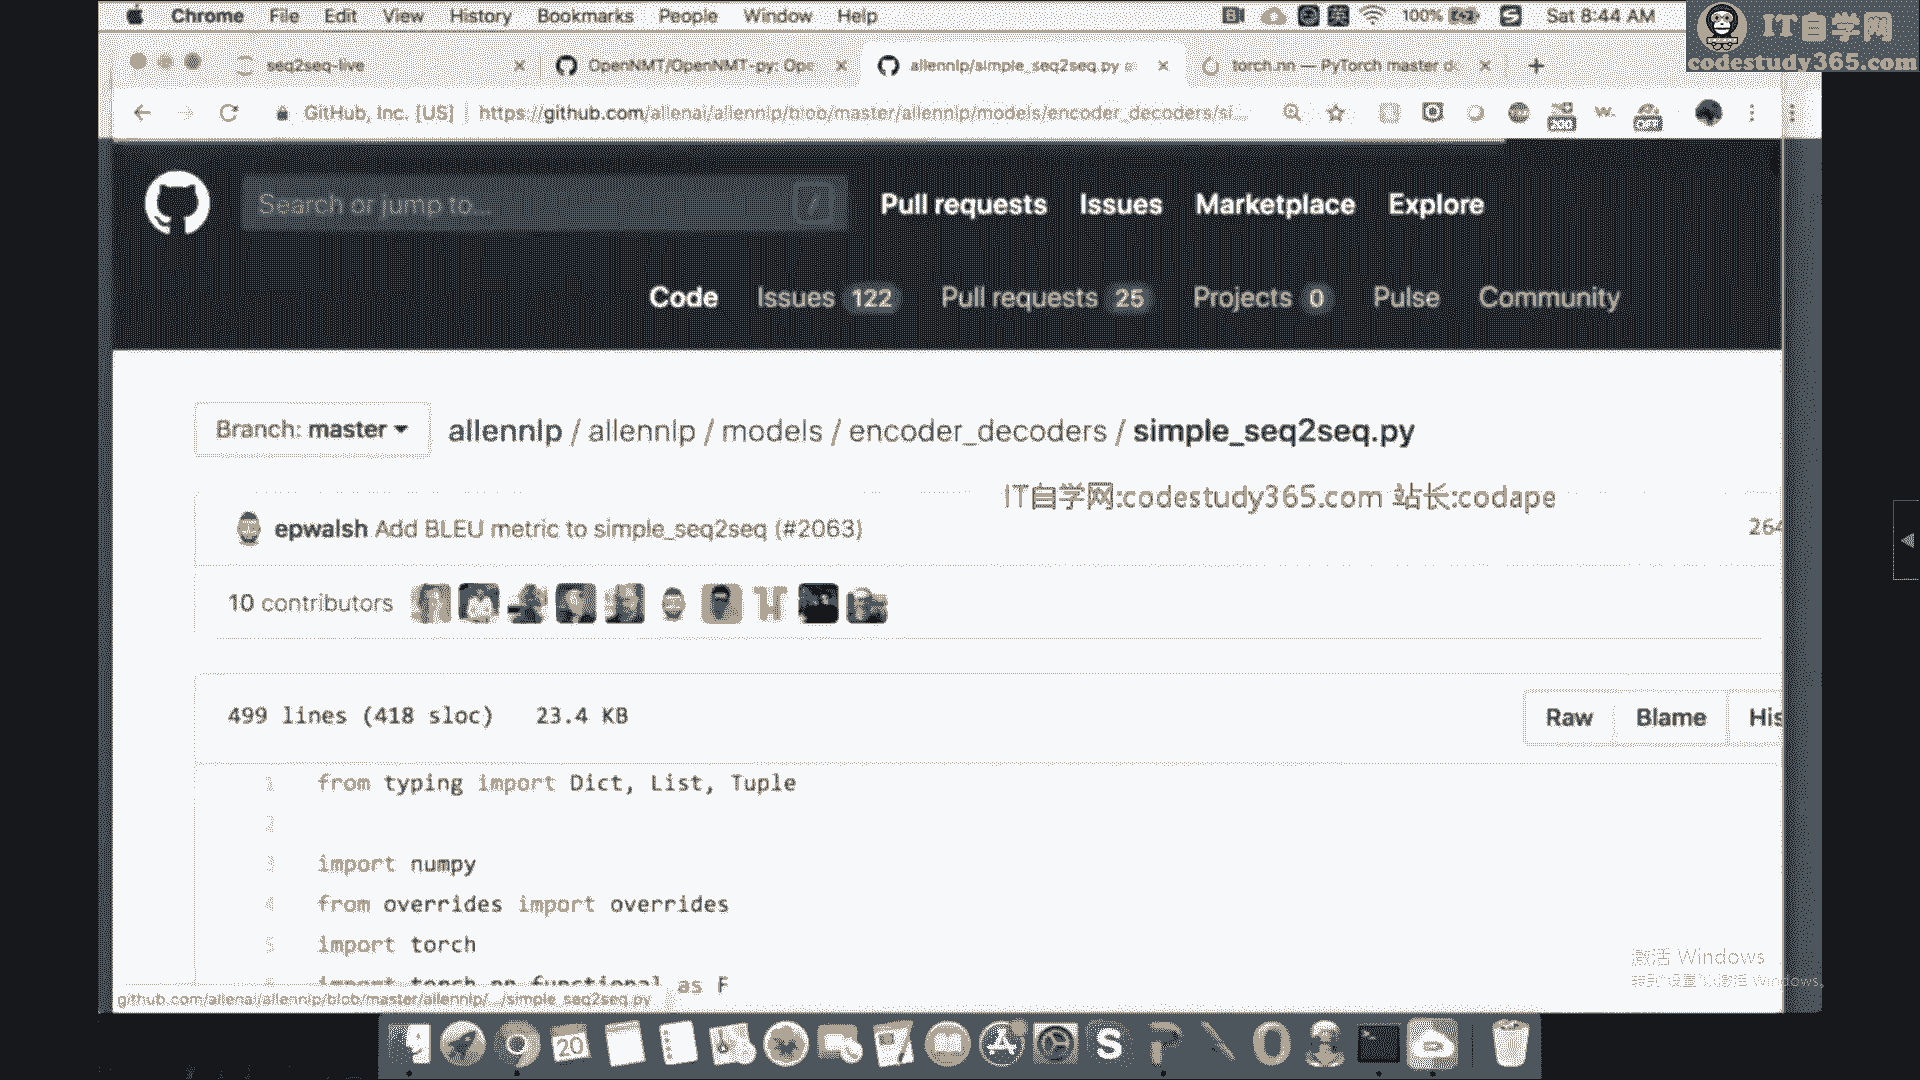 Chrome File Edit View History Bookmarks People Window Help 100% Sat 8:44 AM
IT自学网
codestudy365.com
seq2seq-live
OpenNMT/OpenNMT-py: Ope
allennlp/simple_seq2seq.py a
torch.nn — PyTorch master d
GitHub, Inc. [US] https://github.com/allenai/allennlp/blob/master/allennlp/models/encoder_decoders/si...
Search or jump to... /
Pull requests Issues Marketplace Explore
Code Issues 122 Pull requests 25 Projects 0 Pulse Community
Branch: master allennlp / allennlp / models / encoder_decoders / simple_seq2seq.py
IT自学网:codestudy365.com 站长:codape
epwalsh Add BLEU metric to simple_seq2seq (#2063) 264
10 contributors
499 lines (418 sloc) 23.4 KB
Raw Blame His
1 from typing import Dict, List, Tuple
2
3 import numpy
4 from overrides import overrides
5 import torch
6 import torch.nn.functional as F
github.com/allenai/allennlp/blob/master/allennlp/.../simple_seq2seq.py
激活 Windows
转到"设置"以激活 Windows。
20